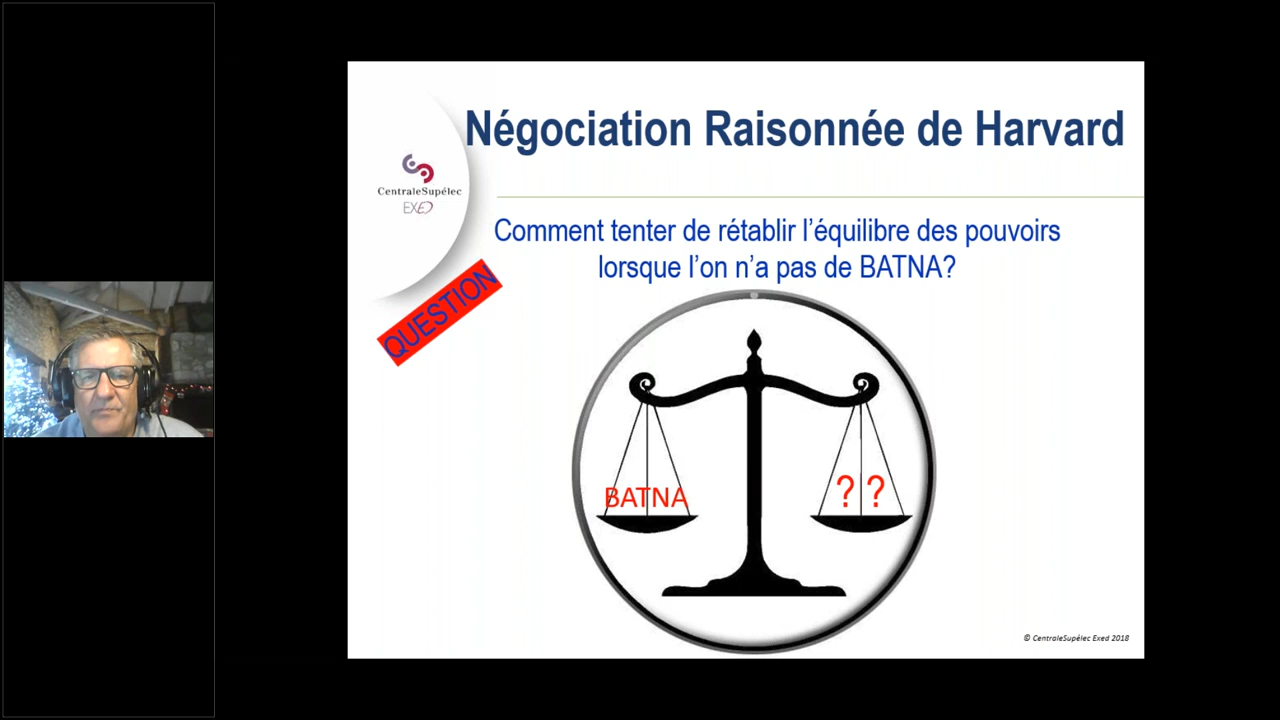 Négociation Raisonnée de Harvard
CentraleSupélec
EXED
Comment tenter de rétablir l’équilibre des pouvoirs
lorsque l’on n’a pas de BATNA?
QUESTION
BATNA
? ?
© CentraleSupélec Exed 2018